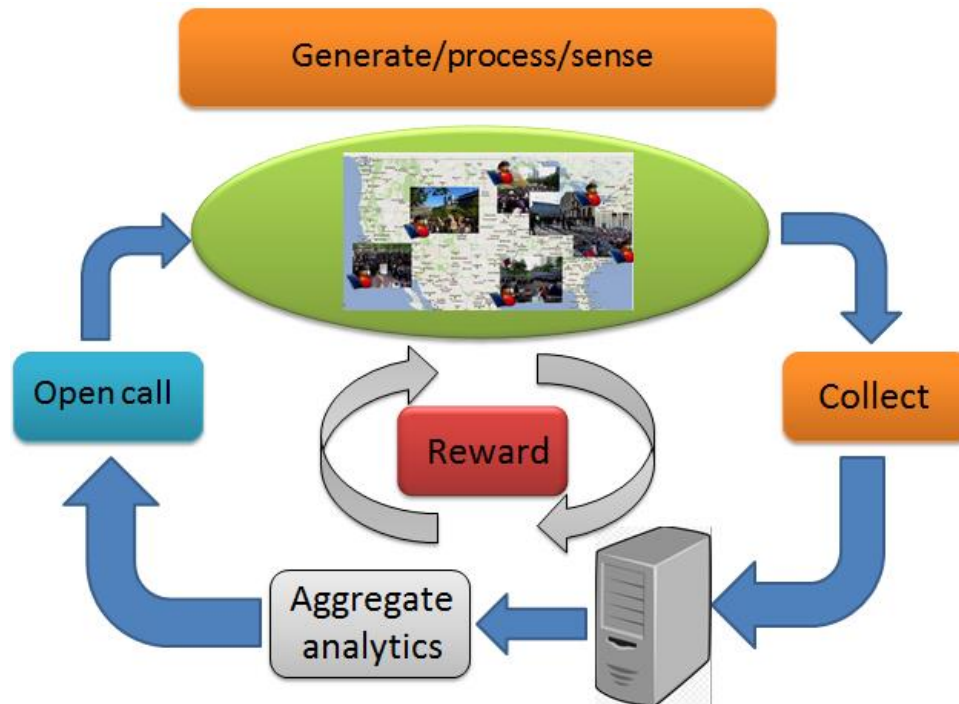 Generate/process/sense
Open call
Reward
Collect
Aggregate
analytics